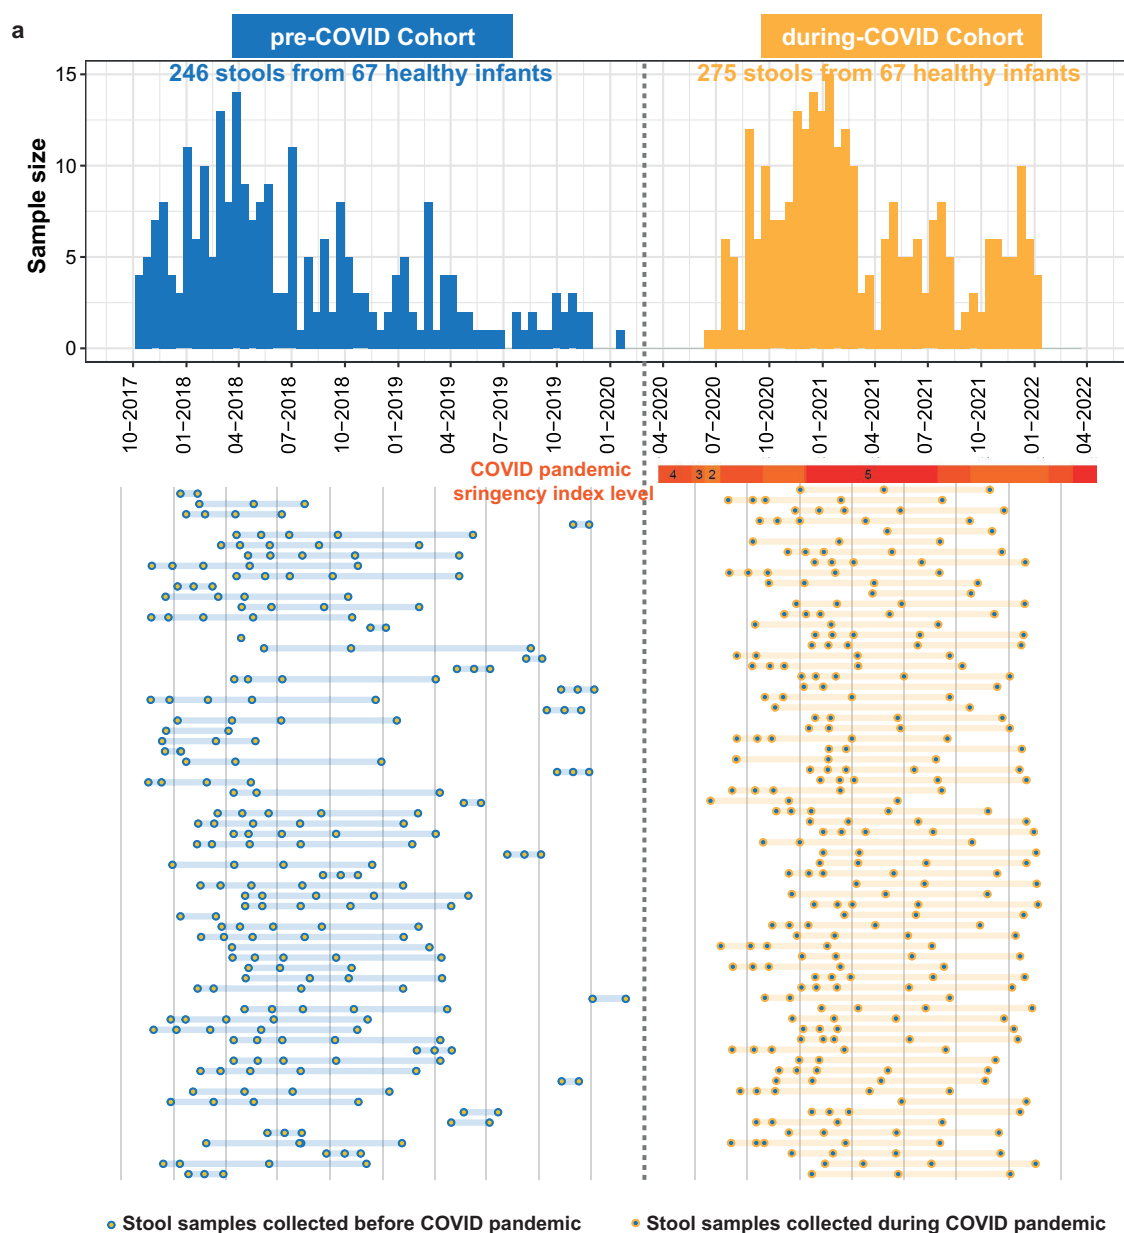 a
pre-COVID Cohort
during-COVID Cohort
246 stools from 67 healthy infants
275 stools from 67 healthy infants
Sample size
15
10
5
0
10-2017
01-2018
04-2018
07-2018
10-2018
01-2019
04-2019
07-2019
10-2019
01-2020
04-2020
07-2020
10-2020
01-2021
04-2021
07-2021
10-2021
01-2022
04-2022
COVID pandemic
sringency index level
4 3 2 5
Stool samples collected before COVID pandemic
Stool samples collected during COVID pandemic